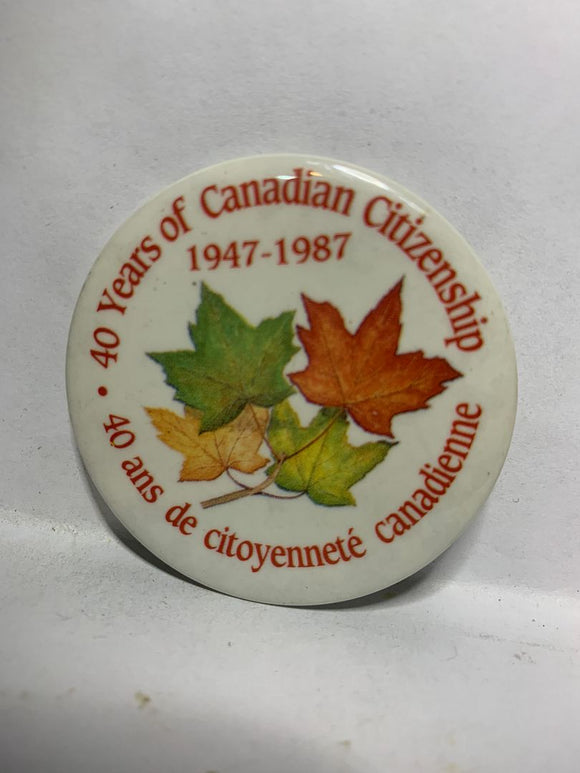 40 Years of Canadian Citizenship
1947-1987
• 40 ans de citoyenneté canadienne